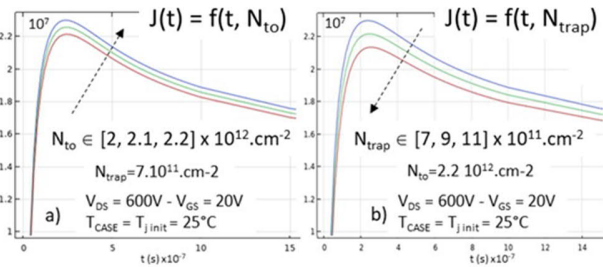 10⁷
J(t) = f(t, Nto)
2.2
2
1.8
1.6
1.4
1.2
1
Nto ∈ [2, 2.1, 2.2] x 10¹².cm-2
Ntrap=7.10¹¹.cm-2
VDS = 600V - VGS = 20V
a) TCASE = Tj init = 25°C
0 5 10 15
t (s) x10⁻⁷
10⁷
J(t) = f(t, Ntrap)
2.2
2
1.8
1.6
1.4
1.2
1
Ntrap ∈ [7, 9, 11] x 10¹¹.cm-2
Nto=2.2 10¹².cm-2
VDS = 600V - VGS = 20V
b) TCASE = Tj init = 25°C
0 2 4 6 8 10 12 14
t (s) x10⁻⁷